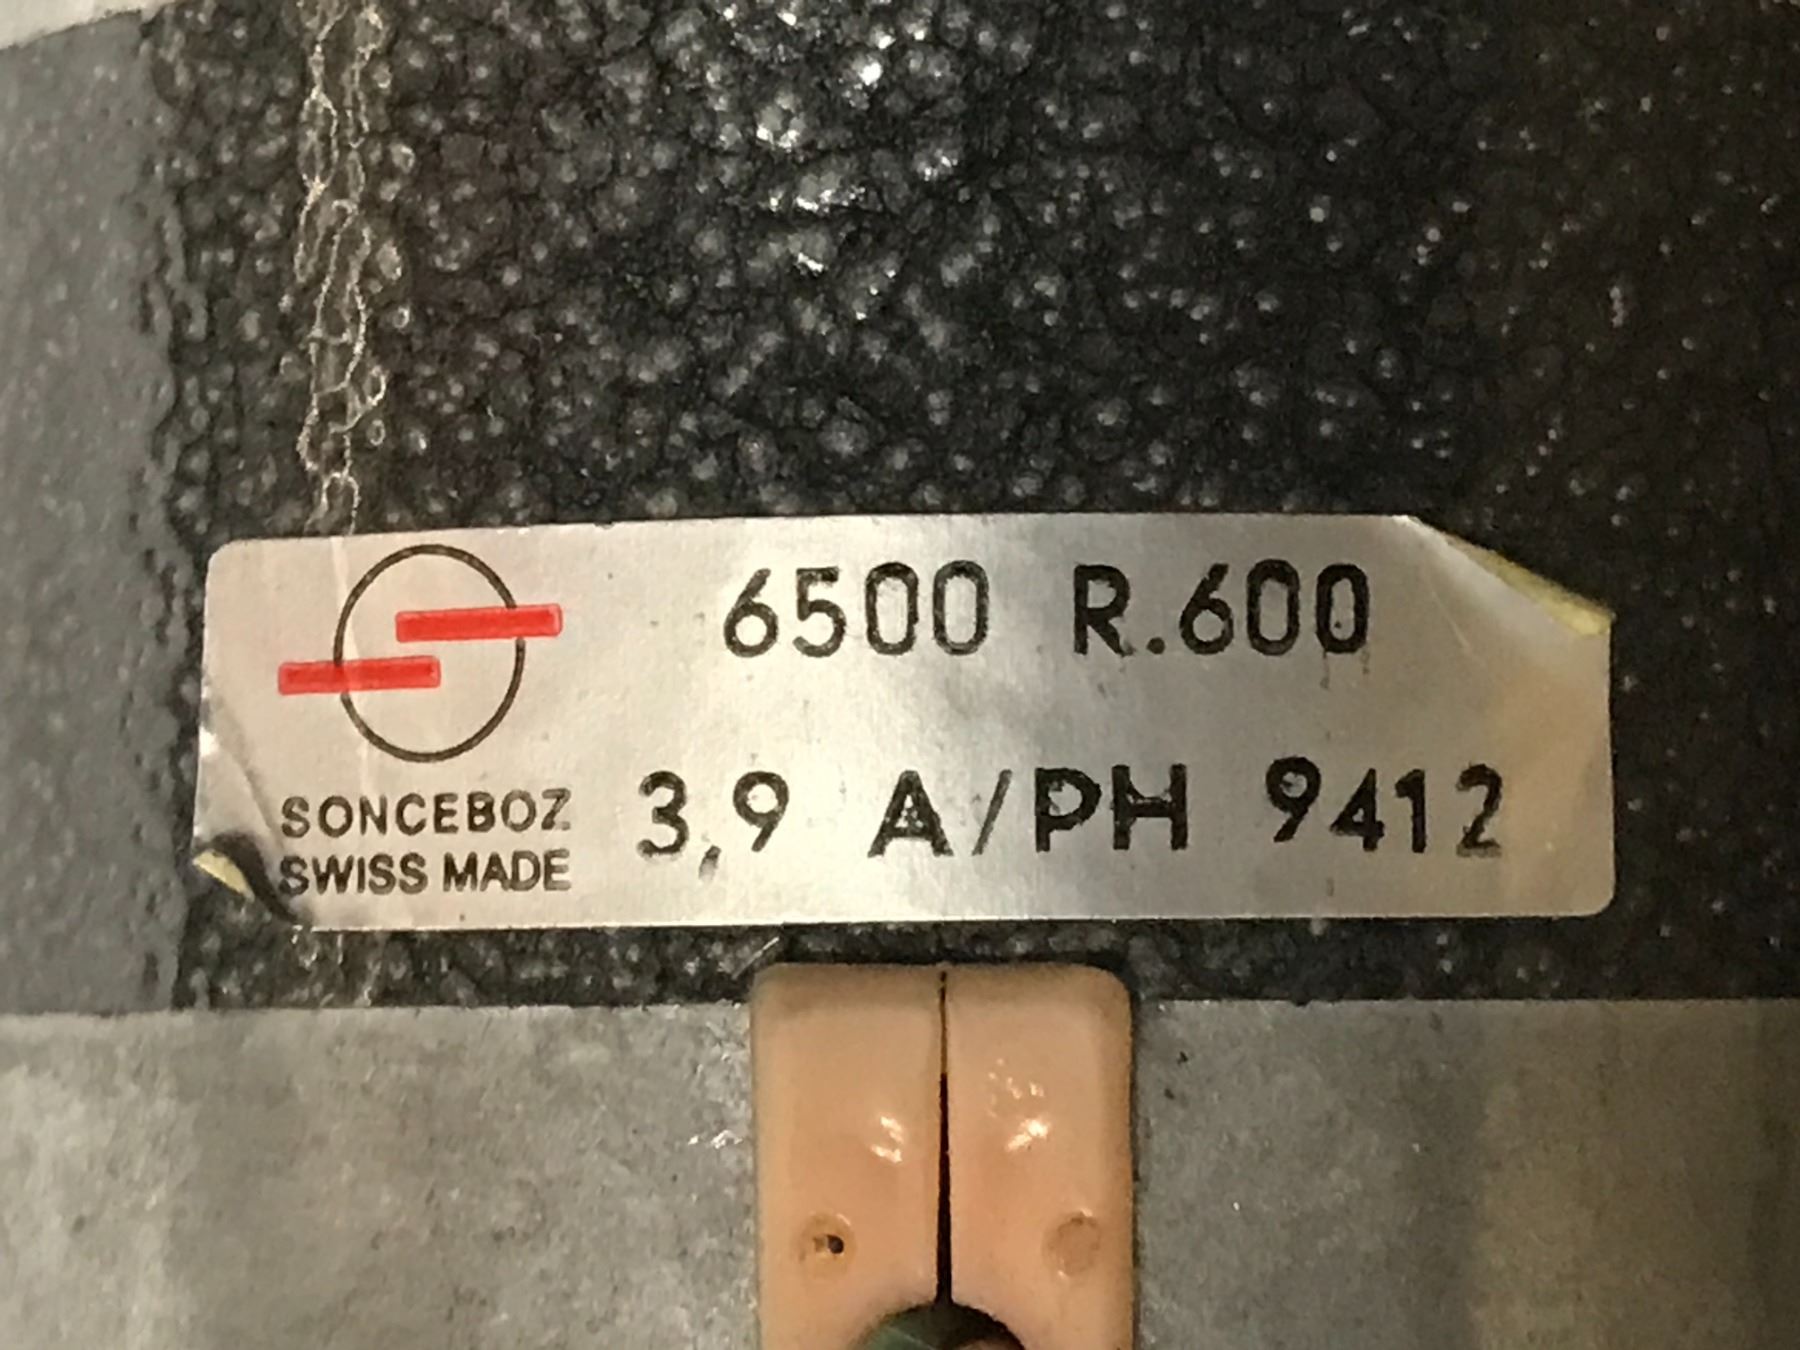 6500 R.600
SONCEBOZ
SWISS MADE
3,9 A/PH 9412